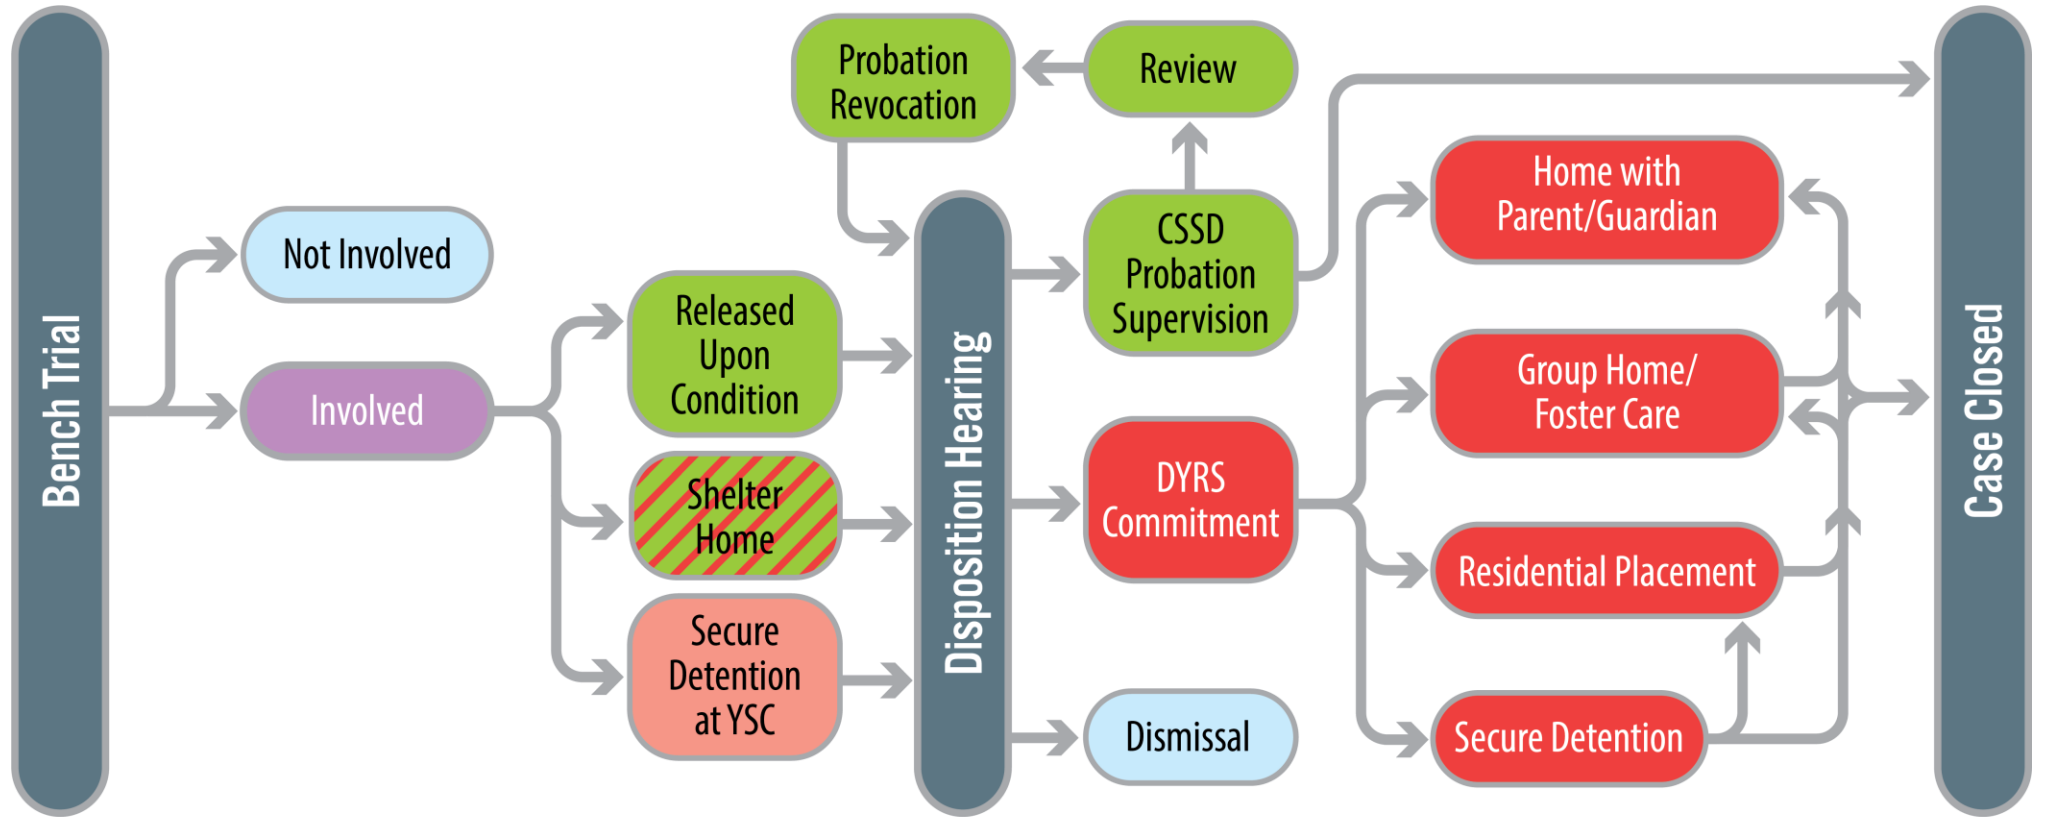 Bench Trial
Not Involved
Involved
Released
Upon
Condition
Shelter
Home
Secure
Detention
at YSC
Probation
Revocation
Review
Disposition Hearing
CSSD
Probation
Supervision
DYRS
Commitment
Dismissal
Home with
Parent/Guardian
Group Home/
Foster Care
Residential Placement
Secure Detention
Case Closed